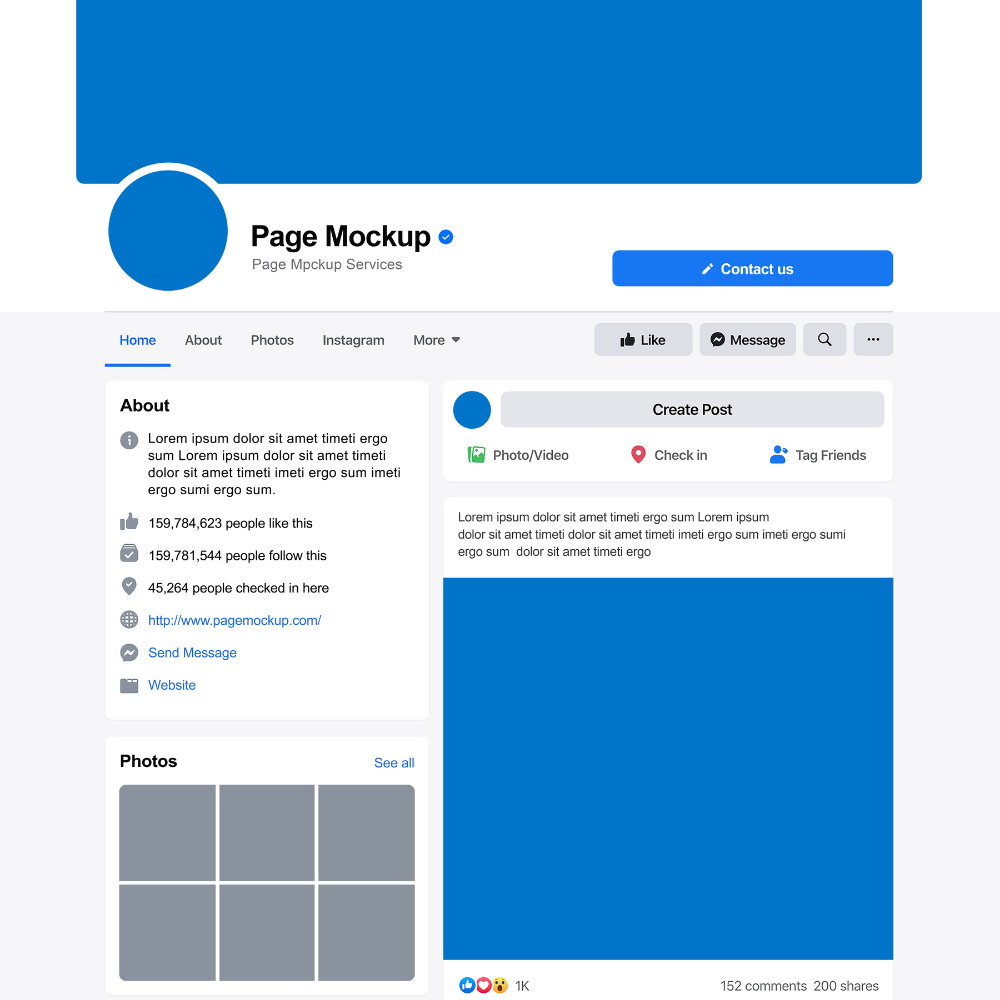 Page Mockup
Page Mpckup Services
Contact us
Home About Photos Instagram More
Like Message
About
Lorem ipsum dolor sit amet timeti ergo
sum Lorem ipsum dolor sit amet timeti
dolor sit amet timeti imeti ergo sum imeti
ergo sumi ergo sum.
159,784,623 people like this
159,781,544 people follow this
45,264 people checked in here
http://www.pagemockup.com/
Send Message
Website
Photos See all
Create Post
Photo/Video Check in Tag Friends
Lorem ipsum dolor sit amet timeti ergo sum Lorem ipsum
dolor sit amet timeti dolor sit amet timeti imeti ergo sum imeti ergo sumi
ergo sum  dolor sit amet timeti ergo
1K 152 comments 200 shares